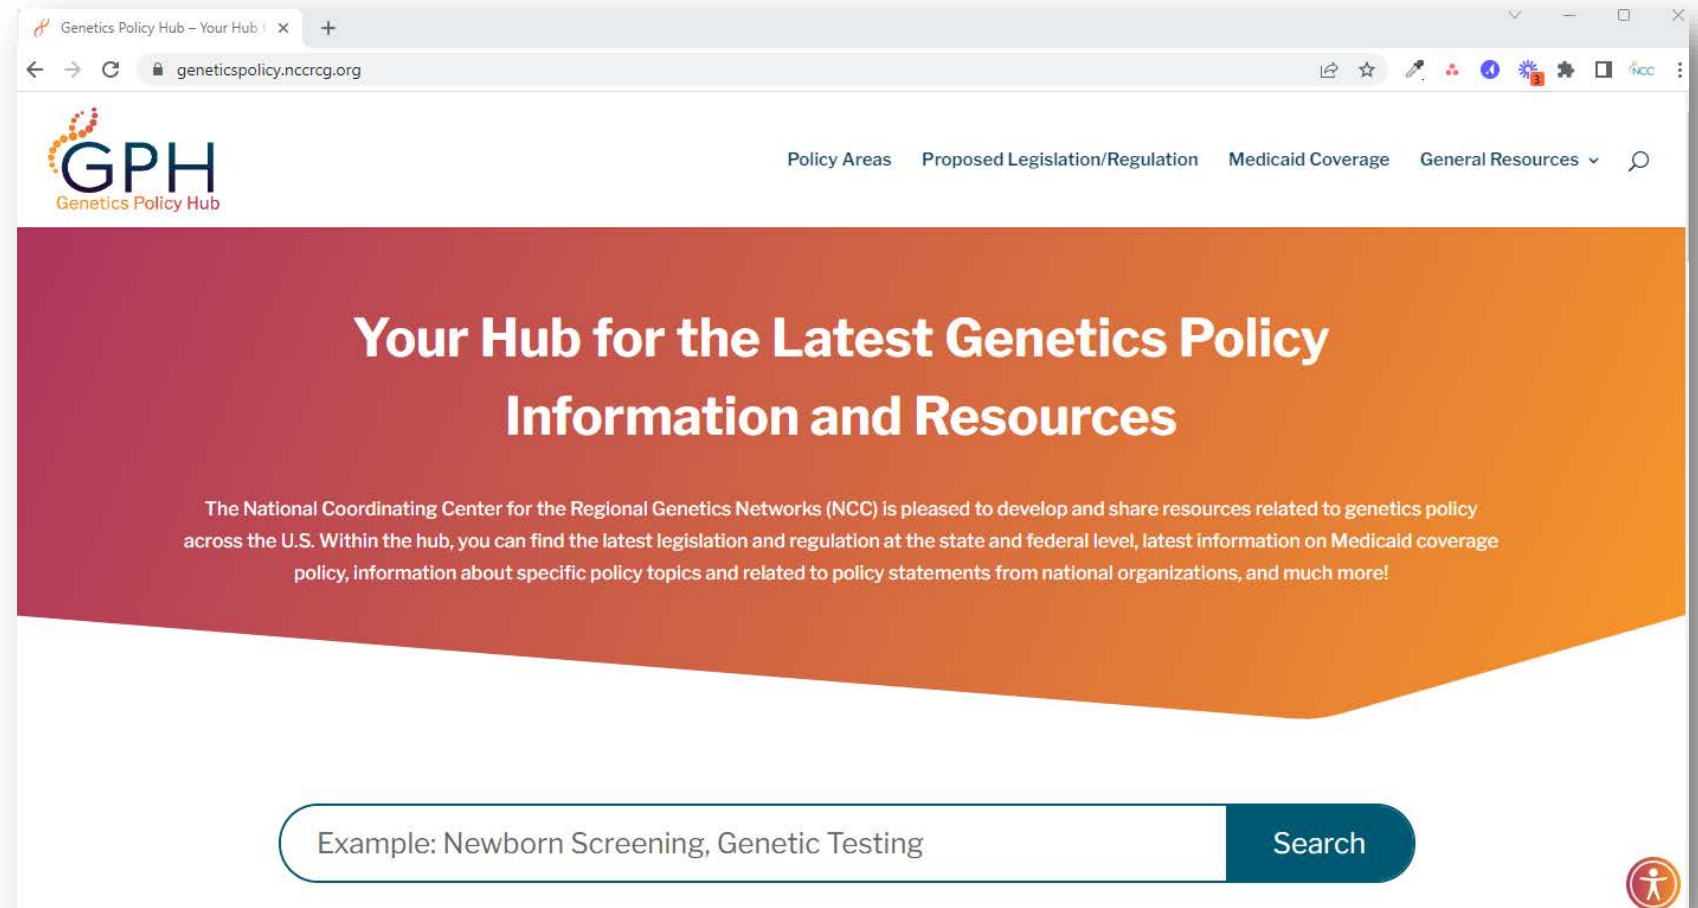 Genetics Policy Hub – Your Hub
geneticspolicy.nccrcg.org
3
NCC
GPH
Genetics Policy Hub
Policy Areas Proposed Legislation/Regulation Medicaid Coverage General Resources
Your Hub for the Latest Genetics Policy
Information and Resources
The National Coordinating Center for the Regional Genetics Networks (NCC) is pleased to develop and share resources related to genetics policy
across the U.S. Within the hub, you can find the latest legislation and regulation at the state and federal level, latest information on Medicaid coverage
policy, information about specific policy topics and related to policy statements from national organizations, and much more!
Example: Newborn Screening, Genetic Testing
Search